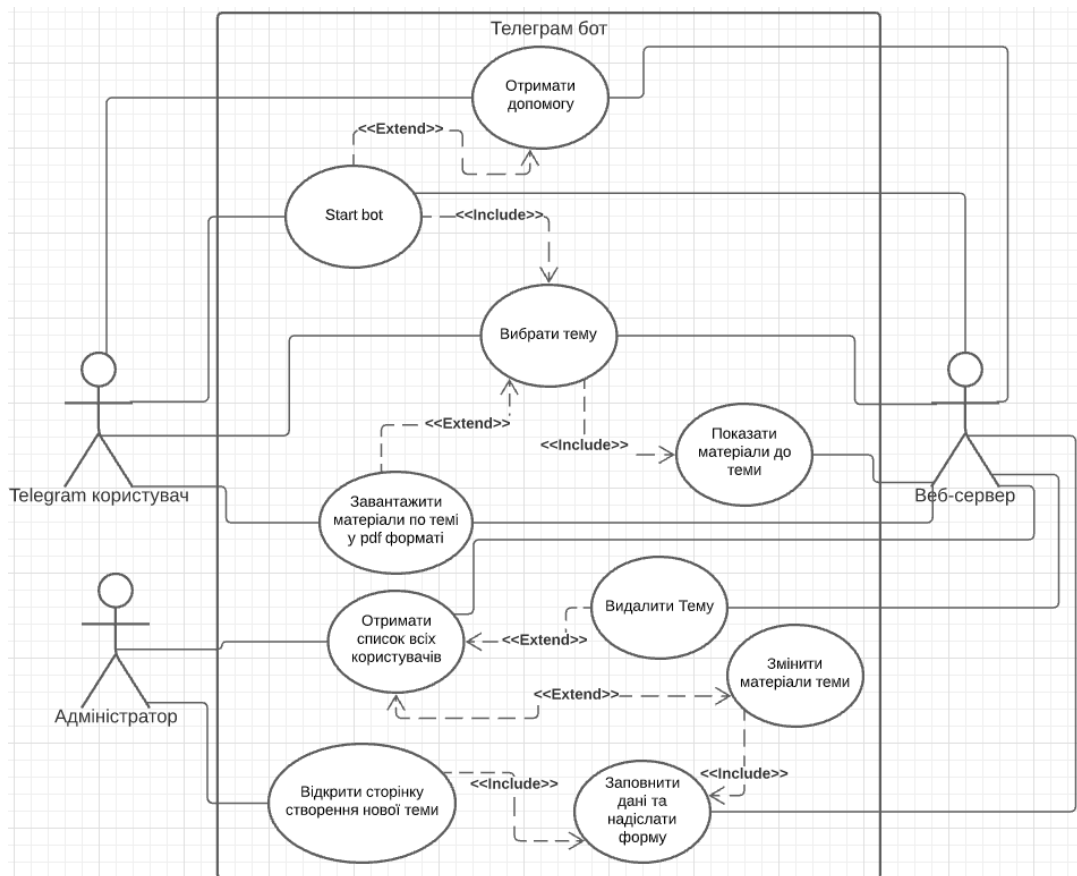 Телеграм бот
Отримати
допомогу
<<Extend>>
Start bot
<<Include>>
Вибрати тему
<<Extend>>
<<Include>>
Показати
матеріали до
теми
Telegram користувач
Веб-сервер
Завантажити
матеріали по темі
у pdf форматі
Отримати
список всіх
користувачів
<<Extend>>
Видалити Тему
Змінити
матеріали теми
<<Extend>>
Адміністратор
<<Include>>
Відкрити сторінку
створення нової теми
<<Include>>
Заповнити
дані та
надіслати
форму